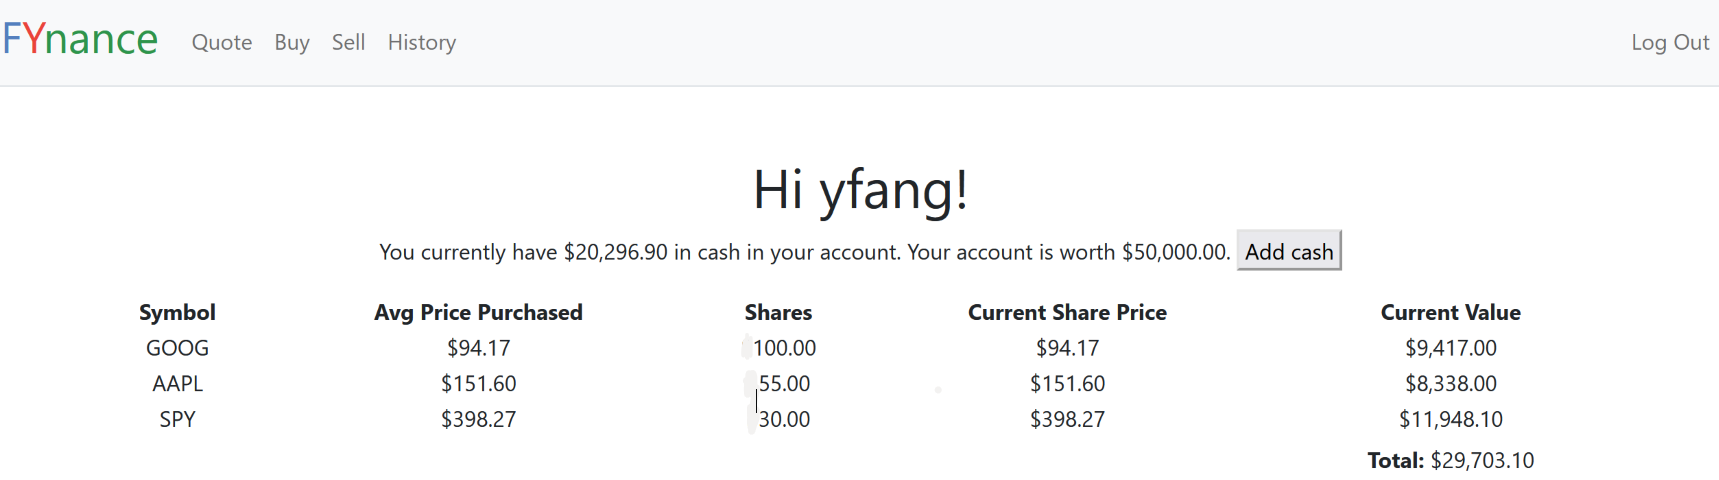 FYnance Quote Buy Sell History Log Out
Hi yfang!
You currently have $20,296.90 in cash in your account. Your account is worth $50,000.00. Add cash
Symbol Avg Price Purchased Shares Current Share Price Current Value
GOOG $94.17 100.00 $94.17 $9,417.00
AAPL $151.60 55.00 $151.60 $8,338.00
SPY $398.27 30.00 $398.27 $11,948.10
Total: $29,703.10